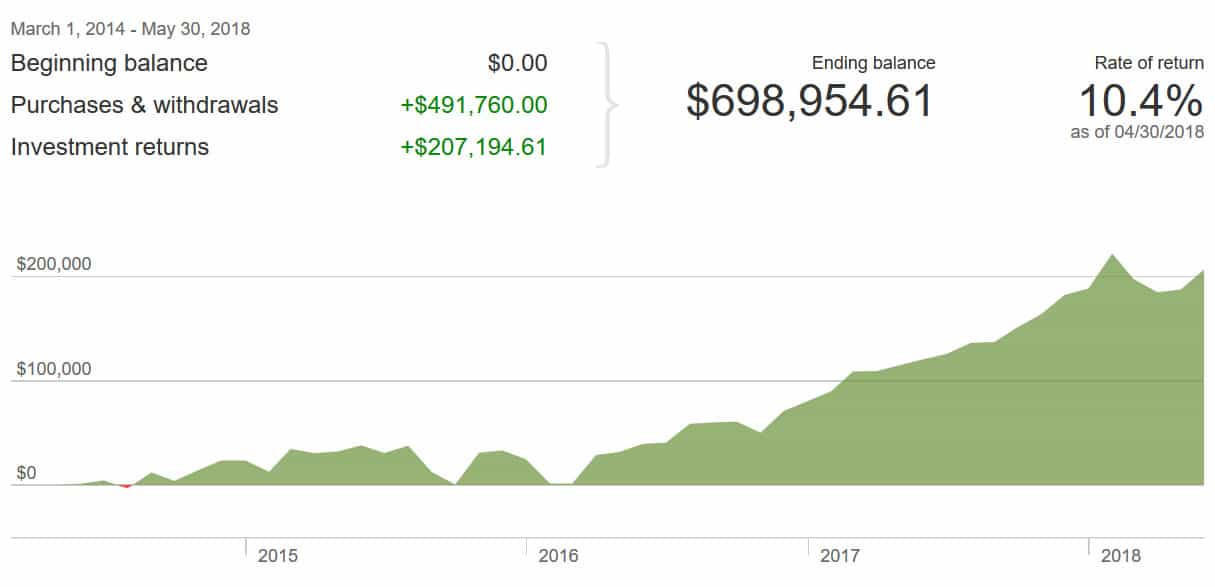 March 1, 2014 - May 30, 2018
Beginning balance $0.00
Purchases & withdrawals +$491,760.00
Investment returns +$207,194.61
Ending balance
$698,954.61
Rate of return
10.4%
as of 04/30/2018
$200,000
$100,000
$0
2015 2016 2017 2018